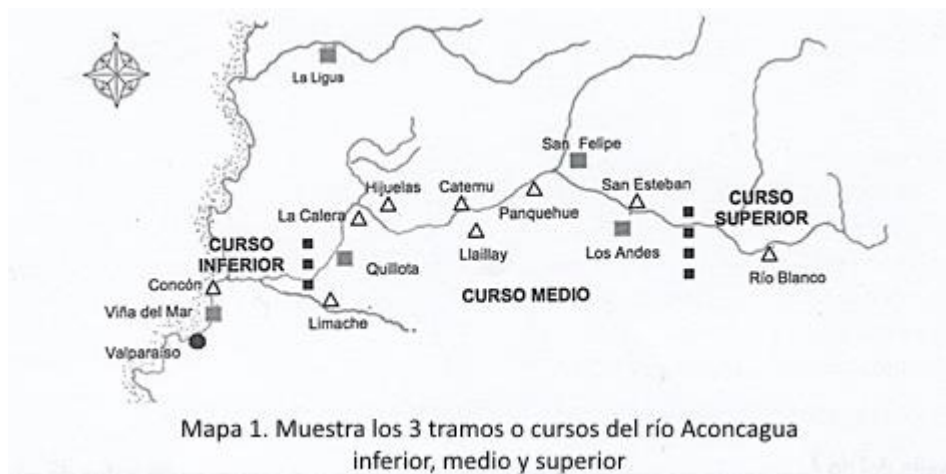 La Ligua
San Felipe
Hijuelas
Catemu
San Esteban
CURSO
SUPERIOR
La Calera
Panquehue
CURSO
INFERIOR
Llaillay
Los Andes
Quillota
Río Blanco
Concón
CURSO MEDIO
Viña del Mar
Limache
Valparaíso
Mapa 1. Muestra los 3 tramos o cursos del río Aconcagua
inferior, medio y superior